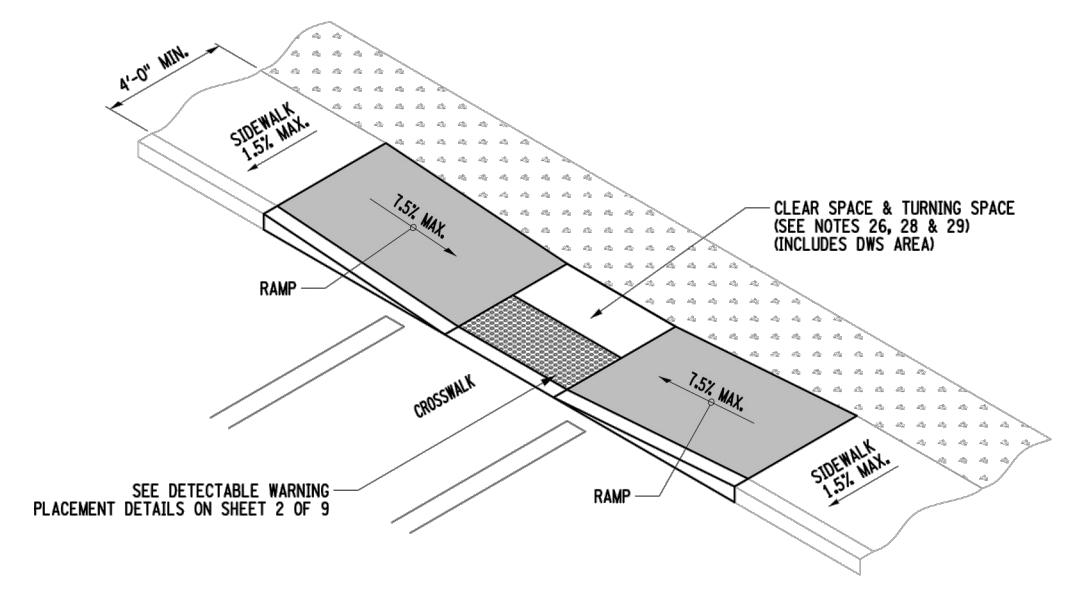 4'-0" MIN.
SIDEWALK
1.5% MAX.
7.5% MAX.
RAMP
CLEAR SPACE & TURNING SPACE
(SEE NOTES 26, 28 & 29)
(INCLUDES DWS AREA)
CROSSWALK
7.5% MAX.
SEE DETECTABLE WARNING
PLACEMENT DETAILS ON SHEET 2 OF 9
RAMP
SIDEWALK
1.5% MAX.